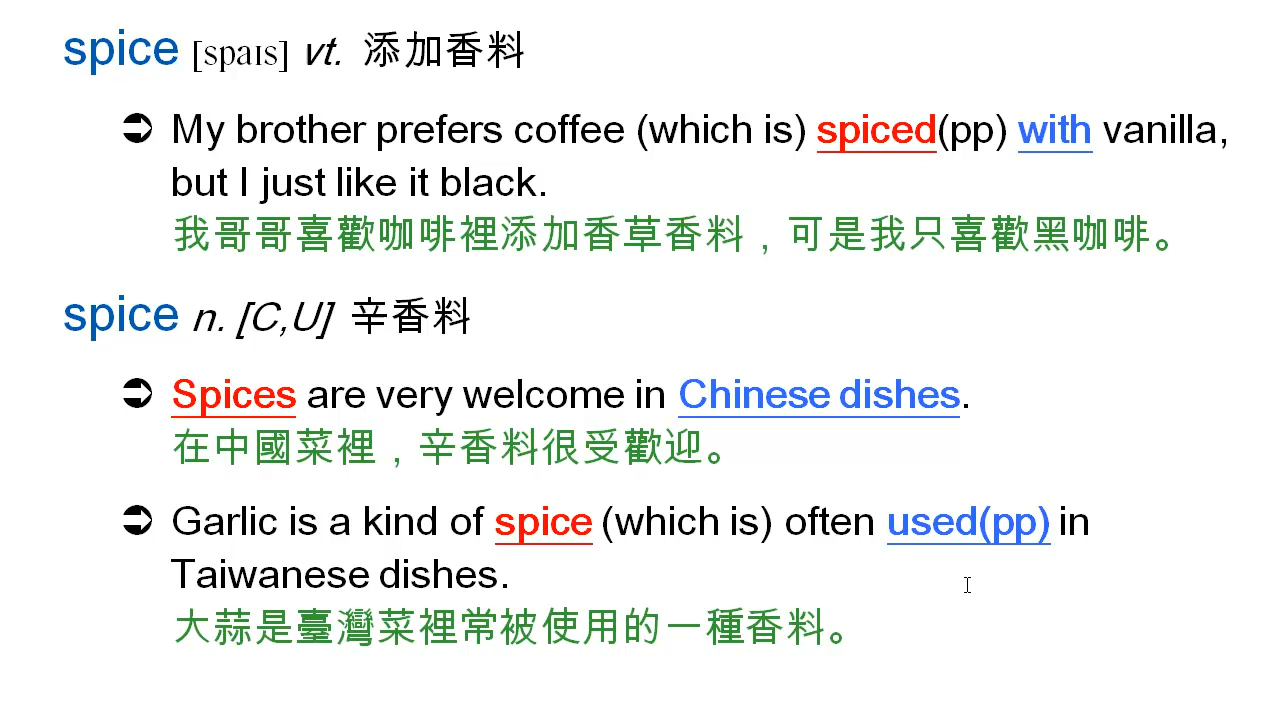 spice [spaɪs] vt. 添加香料
➲ My brother prefers coffee (which is) spiced(pp) with vanilla,
but I just like it black.
我哥哥喜歡咖啡裡添加香草香料，可是我只喜歡黑咖啡。
spice n. [C,U] 辛香料
➲ Spices are very welcome in Chinese dishes.
在中國菜裡，辛香料很受歡迎。
➲ Garlic is a kind of spice (which is) often used(pp) in
Taiwanese dishes.
大蒜是臺灣菜裡常被使用的一種香料。